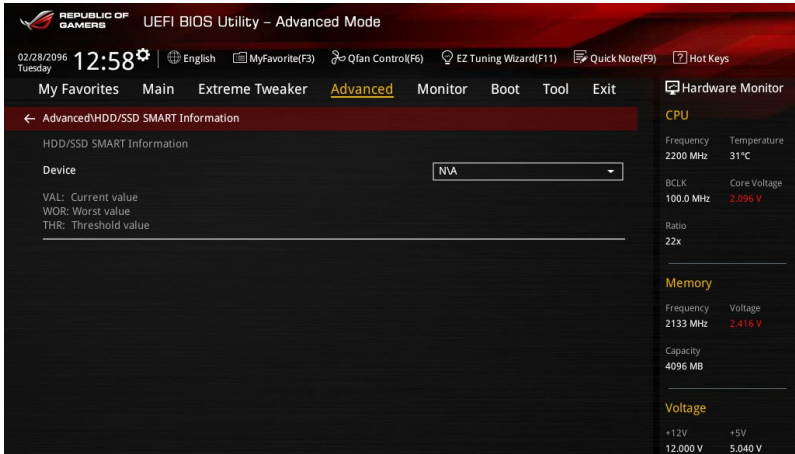 REPUBLIC OF
GAMERS
UEFI BIOS Utility – Advanced Mode
02/28/2096
Tuesday
12:58
English
MyFavorite(F3)
Qfan Control(F6)
EZ Tuning Wizard(F11)
Quick Note(F9)
? Hot Keys
My Favorites Main Extreme Tweaker Advanced Monitor Boot Tool Exit
← Advanced\HDD/SSD SMART Information
HDD/SSD SMART Information
Device N\A
VAL: Current value
WOR: Worst value
THR: Threshold value
Hardware Monitor
CPU
Frequency Temperature
2200 MHz 31°C
BCLK Core Voltage
100.0 MHz 2.096 V
Ratio
22x
Memory
Frequency Voltage
2133 MHz 2.416 V
Capacity
4096 MB
Voltage
+12V +5V
12.000 V 5.040 V